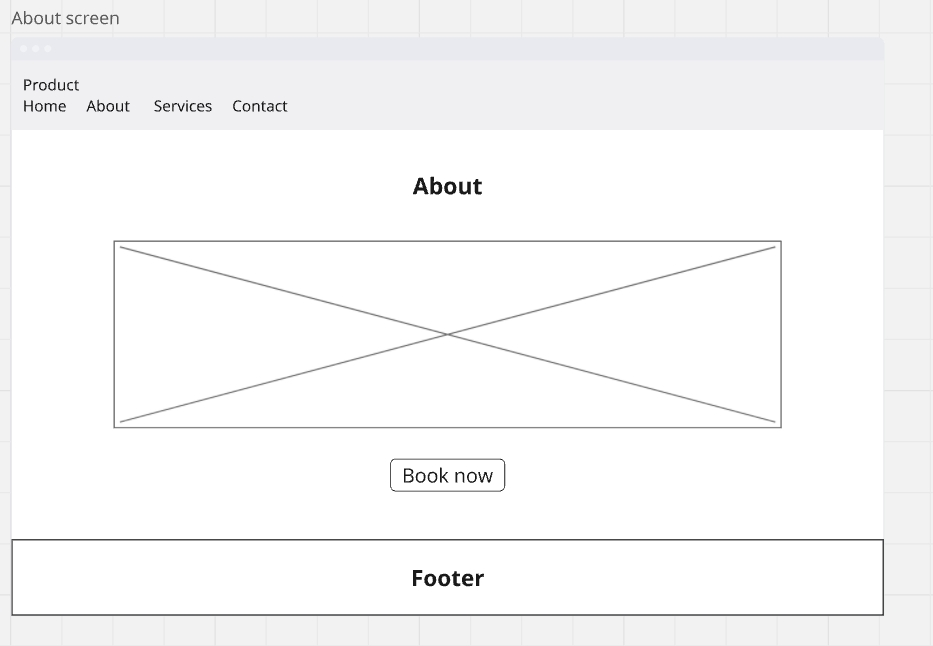 About screen
Product
Home About Services Contact
About
Book now
Footer